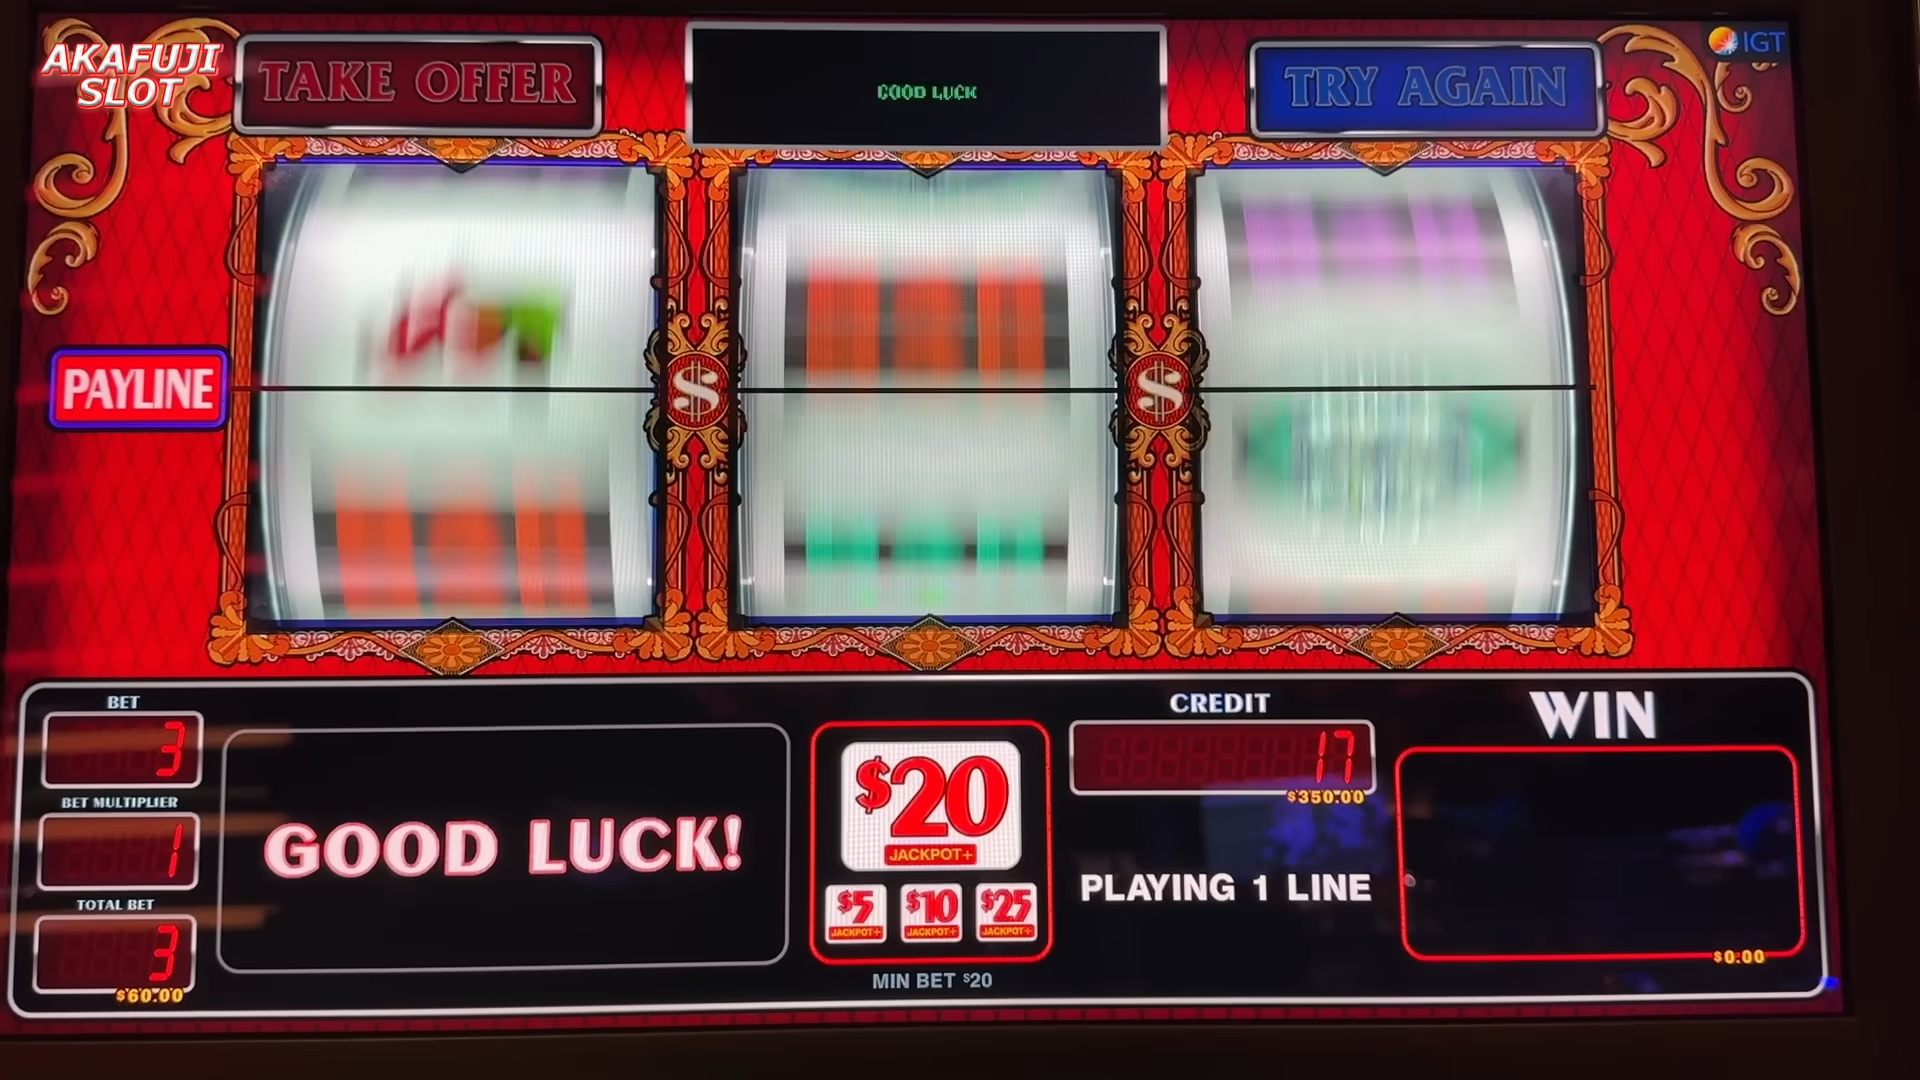 AKAFUJI
SLOT
TAKE OFFER
GOOD LUCK
TRY AGAIN
IGT
PAYLINE
$
$
BET
3
BET MULTIPLIER
1
TOTAL BET
3
$60.00
GOOD LUCK!
$20
JACKPOT+
$5
JACKPOT+
$10
JACKPOT+
$25
JACKPOT+
MIN BET $20
CREDIT
17
$350.00
PLAYING 1 LINE
WIN
$0.00